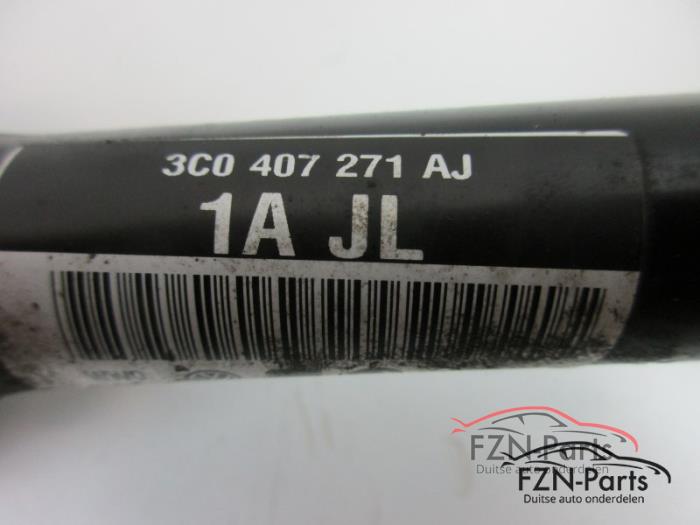 3C0 407 271 AJ
1A JL
FZN-Parts
Duitse auto onderdelen
FZN-Parts
Duitse auto onderdelen